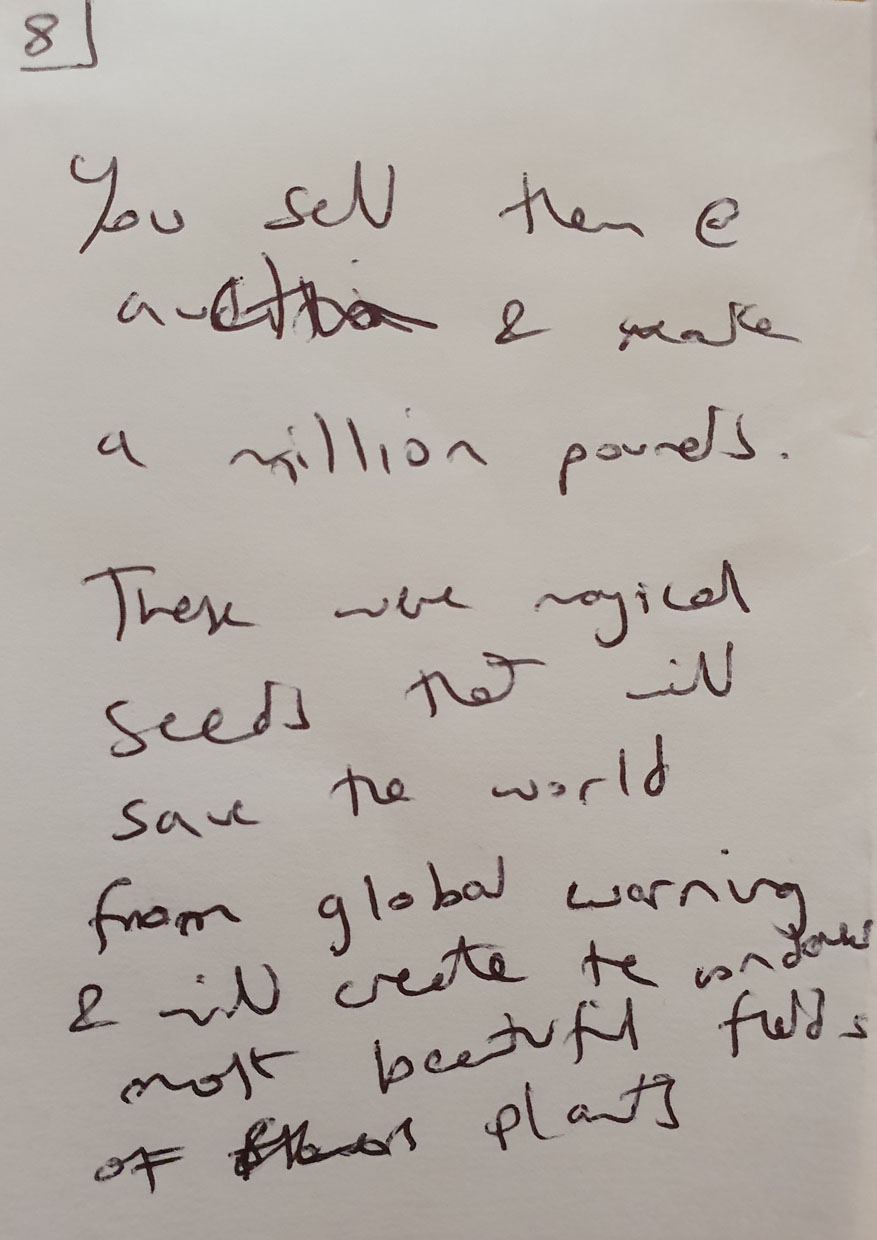 8
You sell them @
auction & make
a million pounds.
These were magical
seeds that will
save the world
from global warming
& will create the wondrous
most beautiful fields
of plants